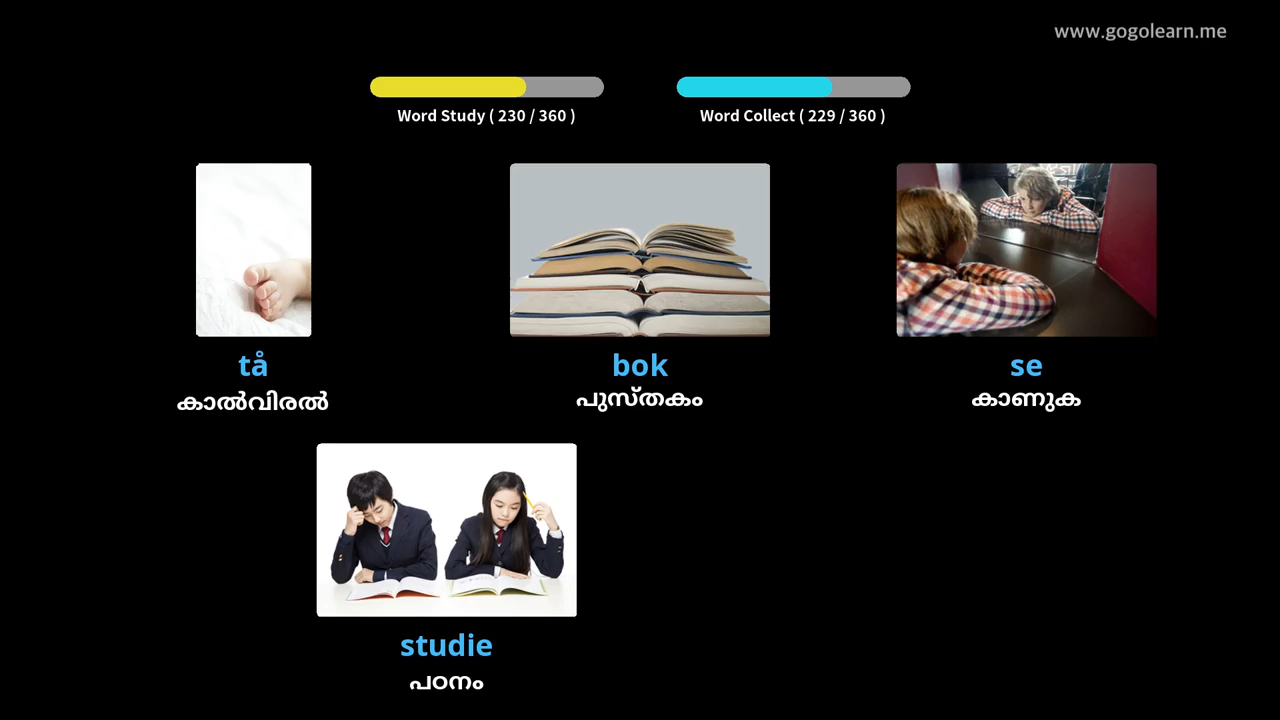 www.gogolearn.me
Word Study ( 230 / 360 )
Word Collect ( 229 / 360 )
tå
കാൽവിരൽ
bok
പുസ്തകം
se
കാണുക
studie
പഠനം